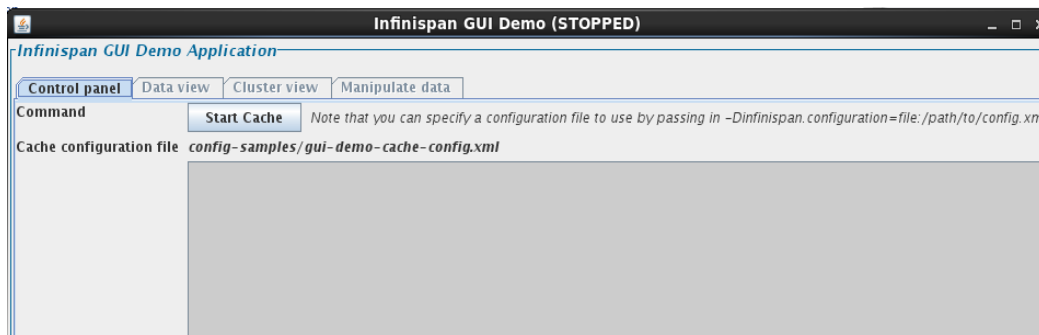 Infinispan GUI Demo (STOPPED)
Infinispan GUI Demo Application
Control panel Data view Cluster view Manipulate data
Command Start Cache Note that you can specify a configuration file to use by passing in -Dinfinispan.configuration=file:/path/to/config.xm
Cache configuration file config-samples/gui-demo-cache-config.xml